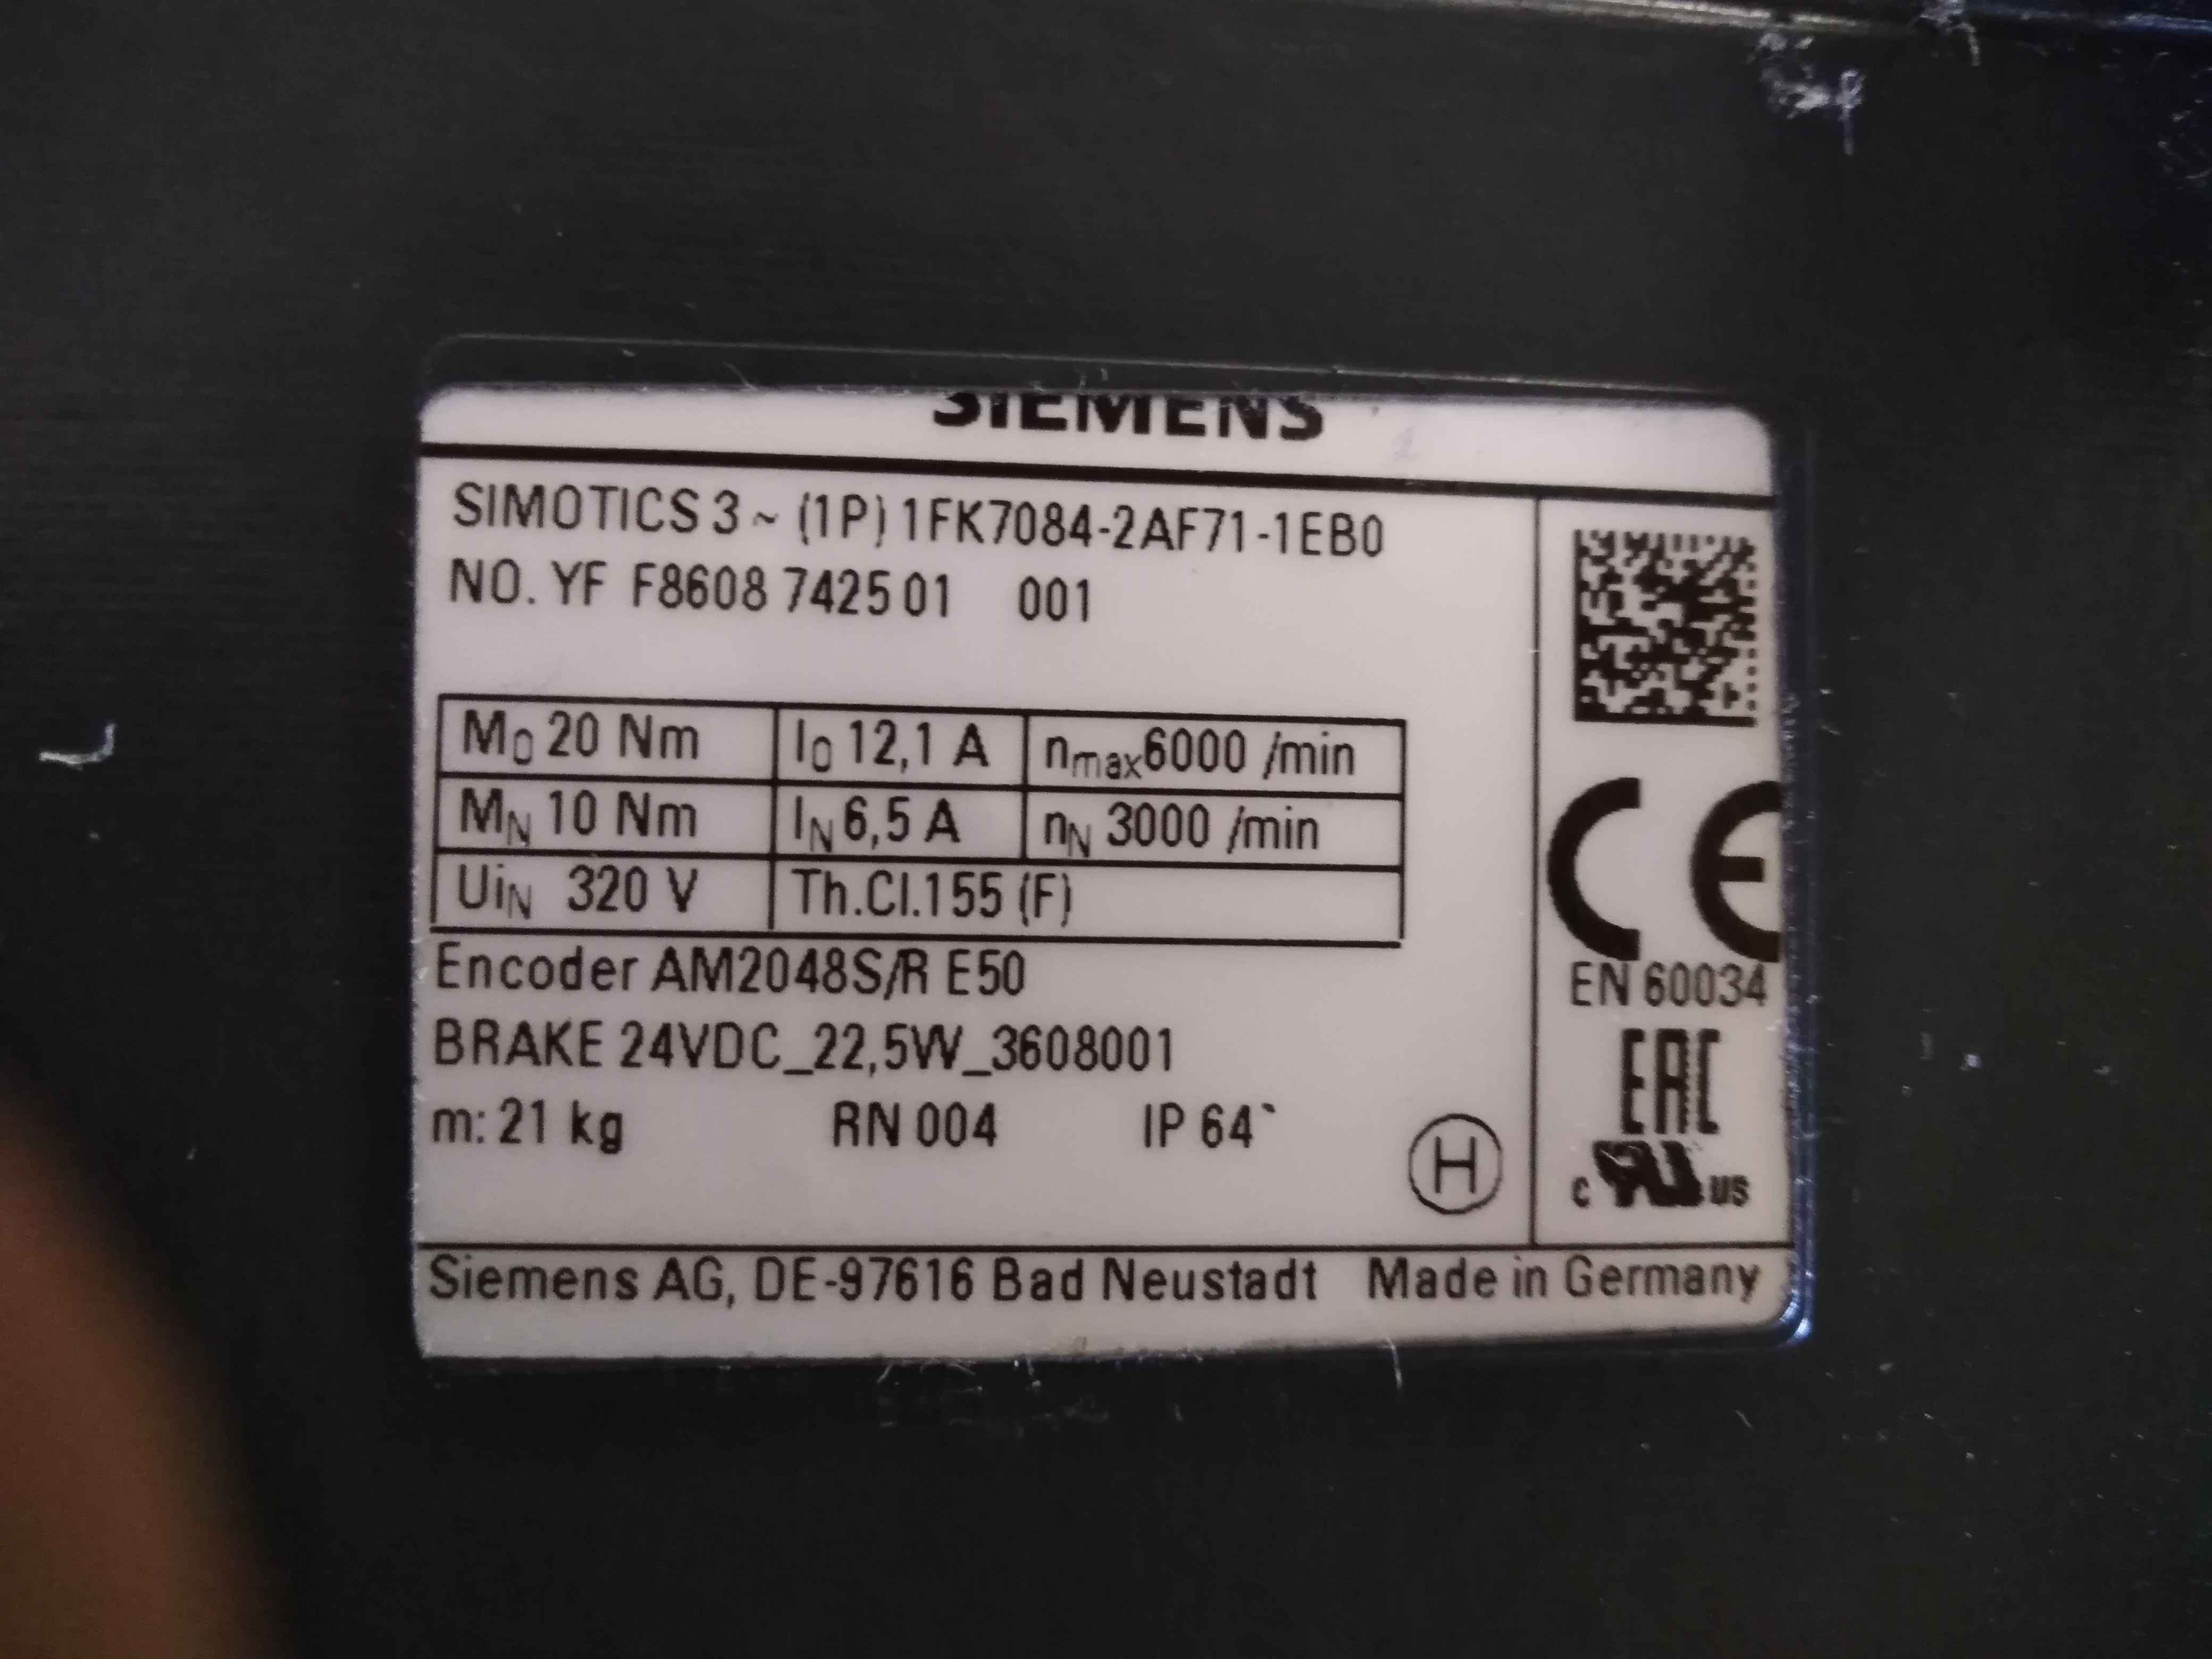 SIEMENS
SIMOTICS 3 ~ (1P) 1FK7084-2AF71-1EB0
NO. YF F8608 7425 01 001
M0 20 Nm I0 12,1 A nmax 6000 /min
MN 10 Nm IN 6,5 A nN 3000 /min
UiN 320 V Th.Cl.155 (F)
Encoder AM2048S/R E50
BRAKE 24VDC_22,5W_3608001
m: 21 kg RN 004 IP 64`
H
CE
EN 60034
EAC
c RU us
Siemens AG, DE-97616 Bad Neustadt Made in Germany